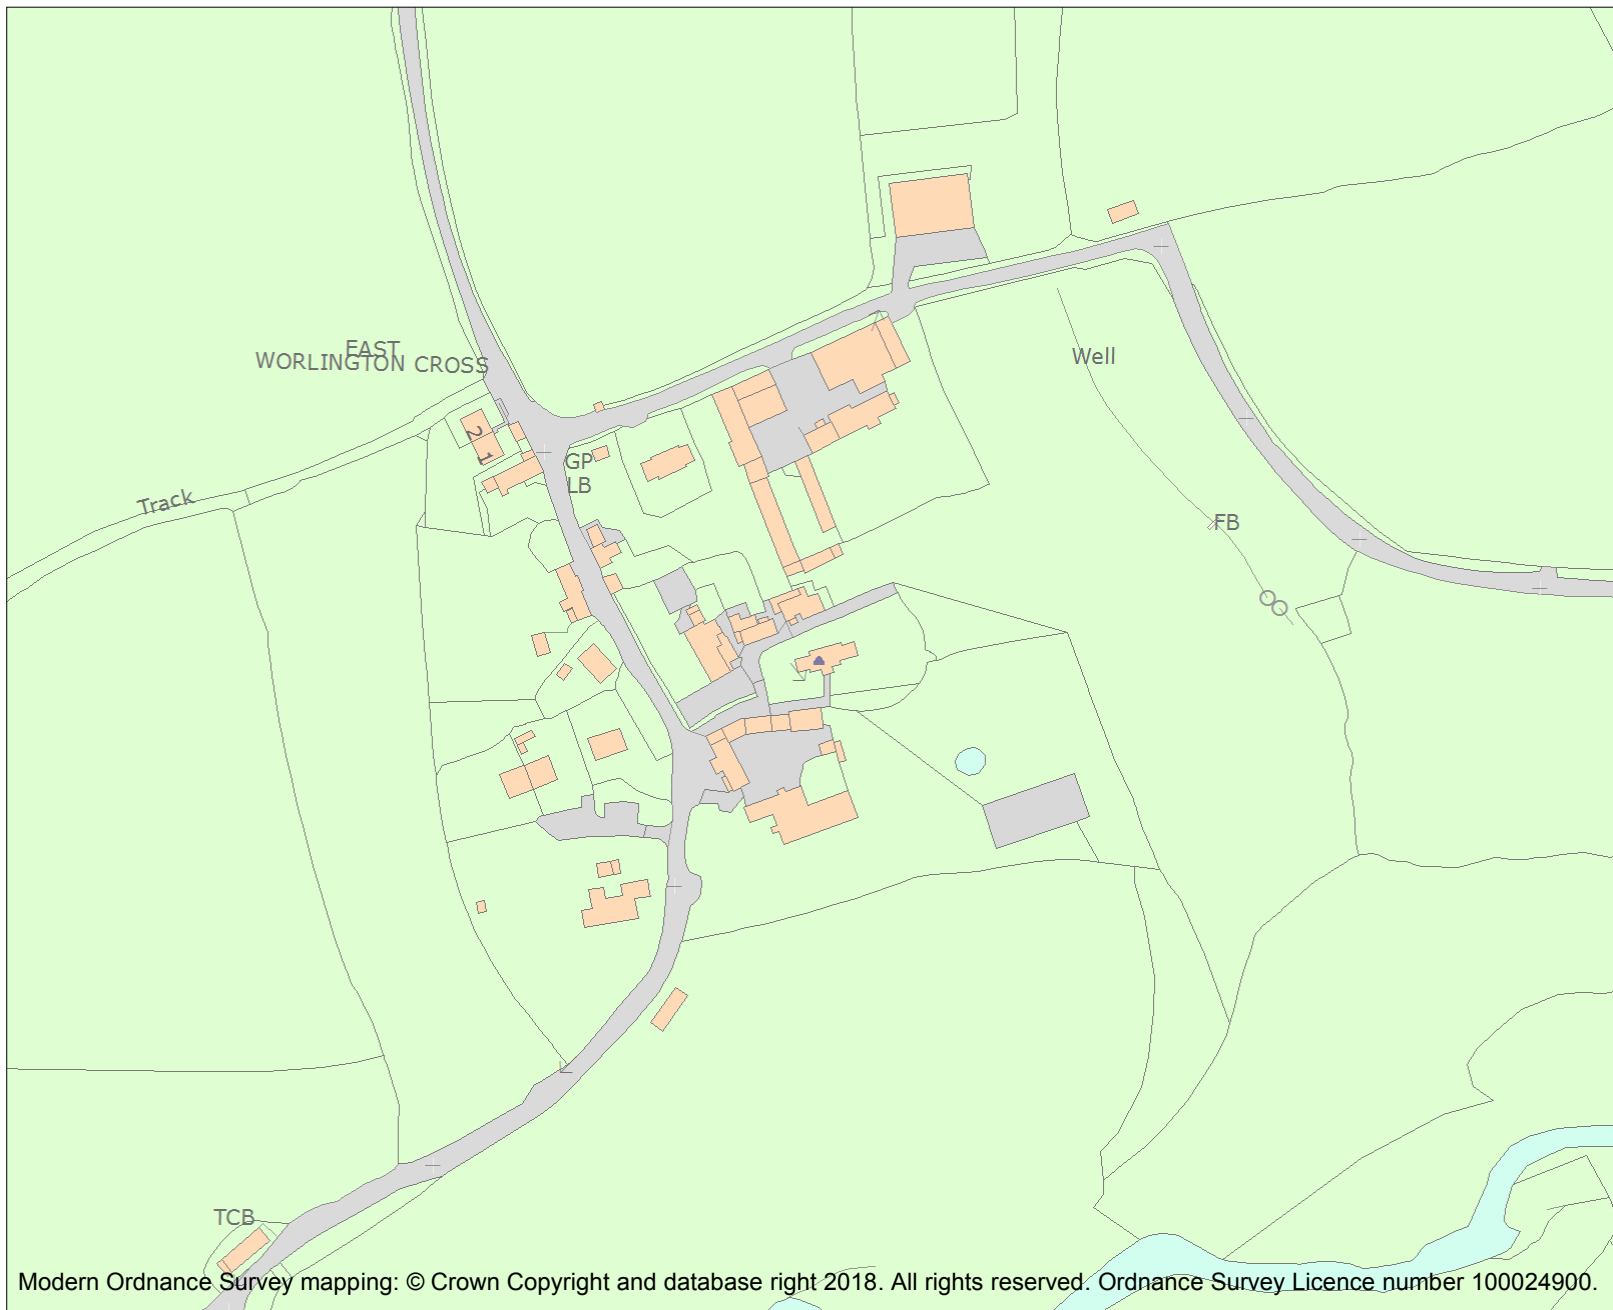 EAST
WORLINGTON CROSS
Well
2
1
GP
LB
Track
FB
TCB
Modern Ordnance Survey mapping: © Crown Copyright and database right 2018. All rights reserved. Ordnance Survey Licence number 100024900.